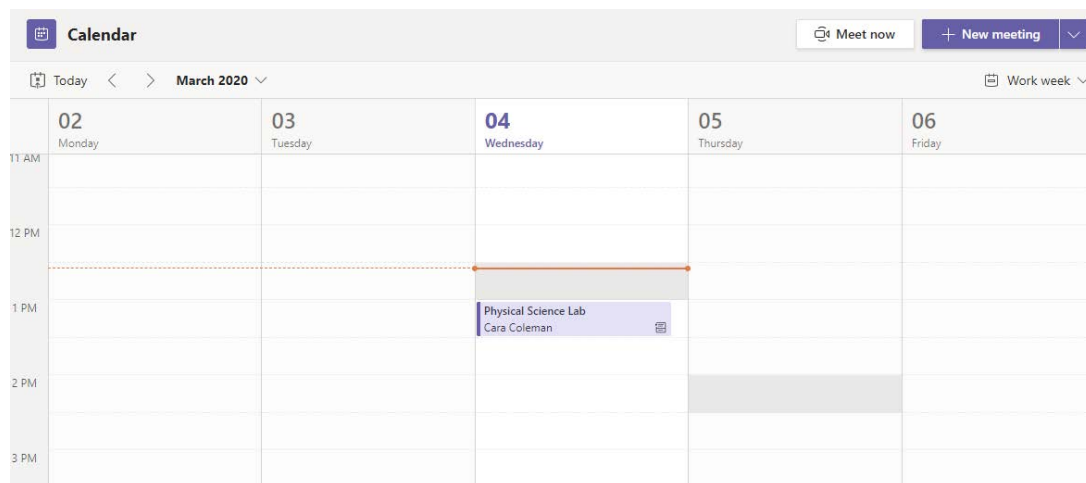 Calendar
Meet now
New meeting
Today
March 2020
Work week
02
03
04
05
06
Monday
Tuesday
Wednesday
Thursday
Friday
11 AM
12 PM
1 PM
Physical Science Lab
Cara Coleman
2 PM
3 PM